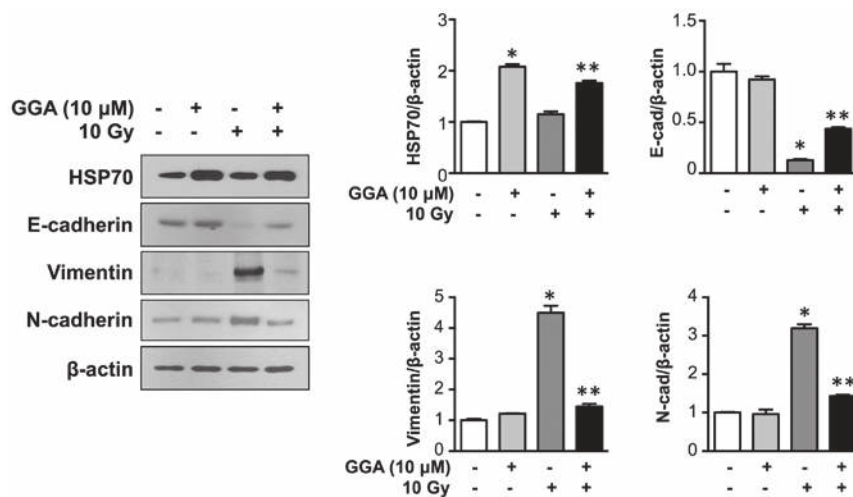 GGA (10 μM) - + - +
10 Gy - - + +
HSP70
E-cadherin
Vimentin
N-cadherin
β-actin
HSP70/β-actin
3
2
1
0
* **
GGA (10 μM) - + - +
10 Gy - - + +
E-cad/β-actin
1.5
1.0
0.5
0
* **
- + - +
- - + +
Vimentin/β-actin
5
4
3
2
1
0
* **
GGA (10 μM) - + - +
10 Gy - - + +
N-cad/β-actin
4
3
2
1
0
* **
- + - +
- - + +